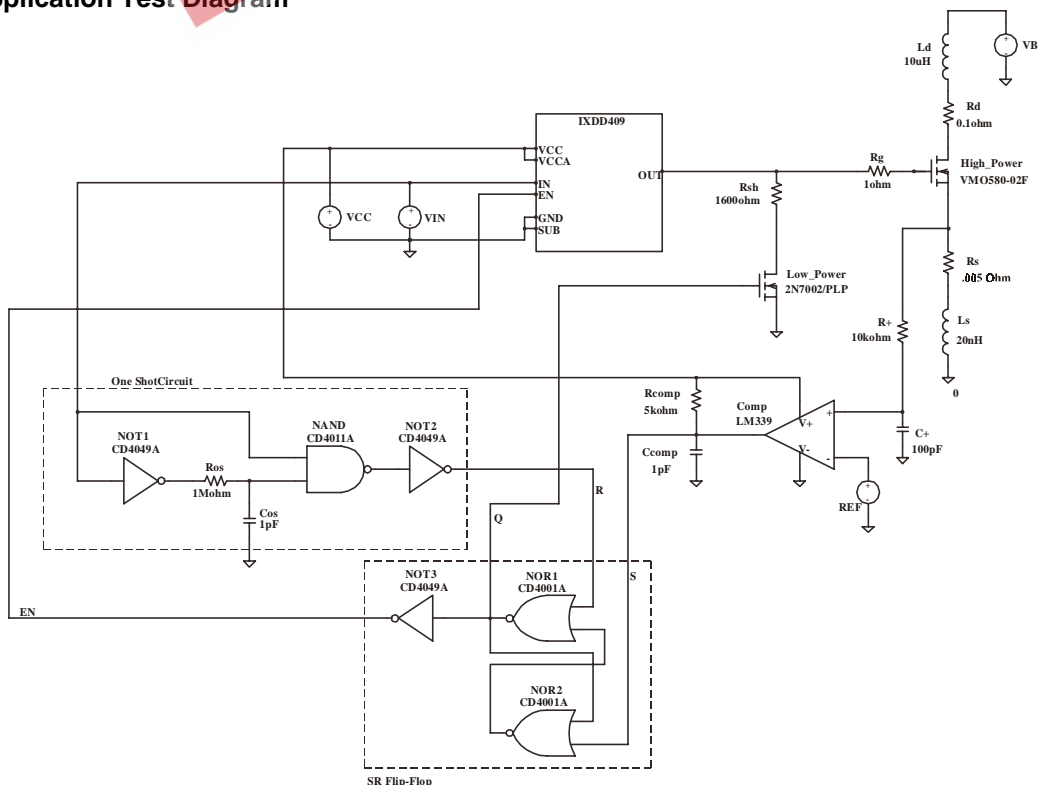 Application Test Diagram
Ld
10uH
VB
Rd
0.1ohm
IXDD409
VCC
VCCA
IN
EN
GND
SUB
OUT
Rg
1ohm
High_Power
VMO580-02F
Rsh
1600ohm
VCC
VIN
Low_Power
2N7002/PLP
Rs
.005 Ohm
R+
10kohm
Ls
20nH
0
One ShotCircuit
Rcomp
5kohm
Comp
LM339
V+
V-
+
-
C+
100pF
Ccomp
1pF
REF
NOT1
CD4049A
NAND
CD4011A
NOT2
CD4049A
Ros
1Mohm
Cos
1pF
R
Q
S
NOT3
CD4049A
NOR1
CD4001A
EN
NOR2
CD4001A
SR Flip-Flop